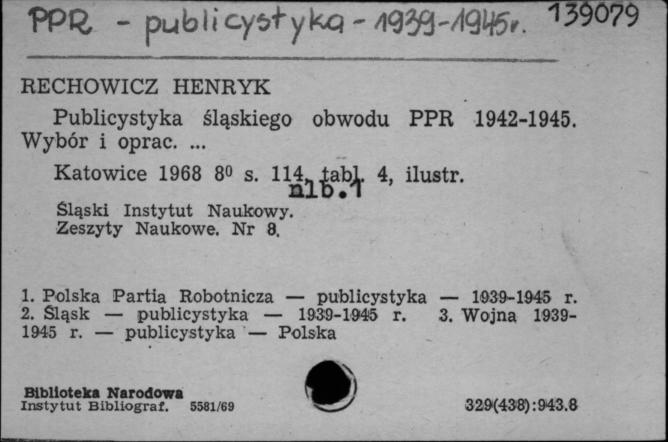 PPR - publicystyka - 1939-1945r. 139079
RECHOWICZ HENRYK
Publicystyka śląskiego obwodu PPR 1942-1945.
Wybór i oprac. ...
Katowice 1968 8⁰ s. 114, tabl. 4, ilustr.
nlb.1
Śląski Instytut Naukowy.
Zeszyty Naukowe. Nr 8.
1. Polska Partia Robotnicza — publicystyka — 1939-1945 r.
2. Śląsk — publicystyka — 1939-1945 r. 3. Wojna 1939-
1945 r. — publicystyka — Polska
Biblioteka Narodowa
Instytut Bibliograf. 5581/69 329(438):943.8